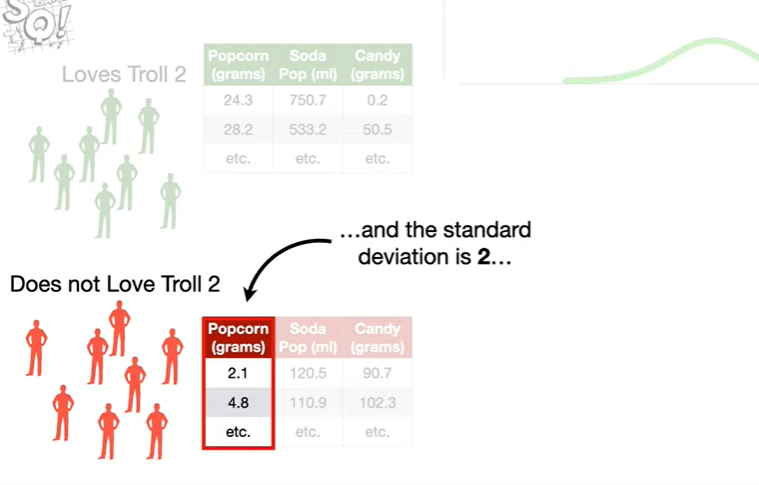 Loves Troll 2
Popcorn Soda Candy
(grams) Pop (ml) (grams)
24.3 750.7 0.2
28.2 533.2 50.5
etc. etc. etc.
...and the standard
deviation is 2...
Does not Love Troll 2
Popcorn Soda Candy
(grams) Pop (ml) (grams)
2.1 120.5 90.7
4.8 110.9 102.3
etc. etc. etc.